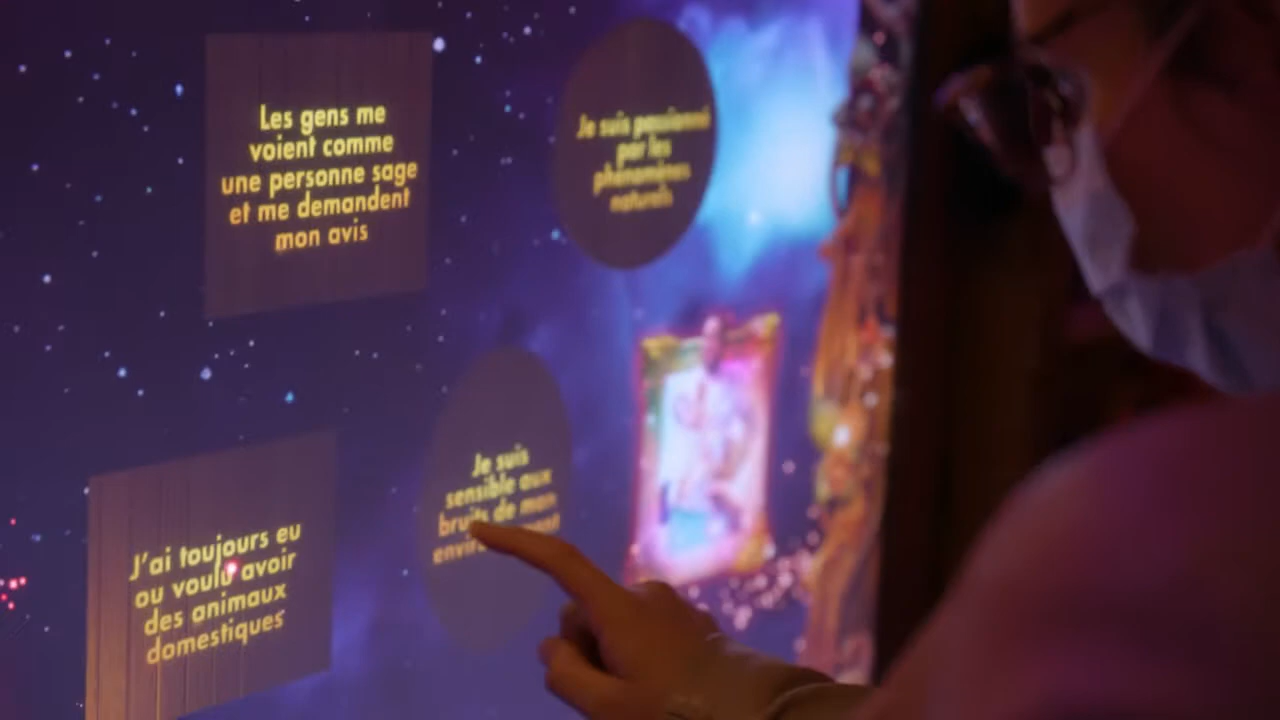 Les gens me
voient comme
une personne sage
et me demandent
mon avis
Je suis passionné
par les
phénomènes
naturels
Je suis
sensible aux
bruits de mon
J'ai toujours eu
ou voulu avoir
des animaux
domestiques